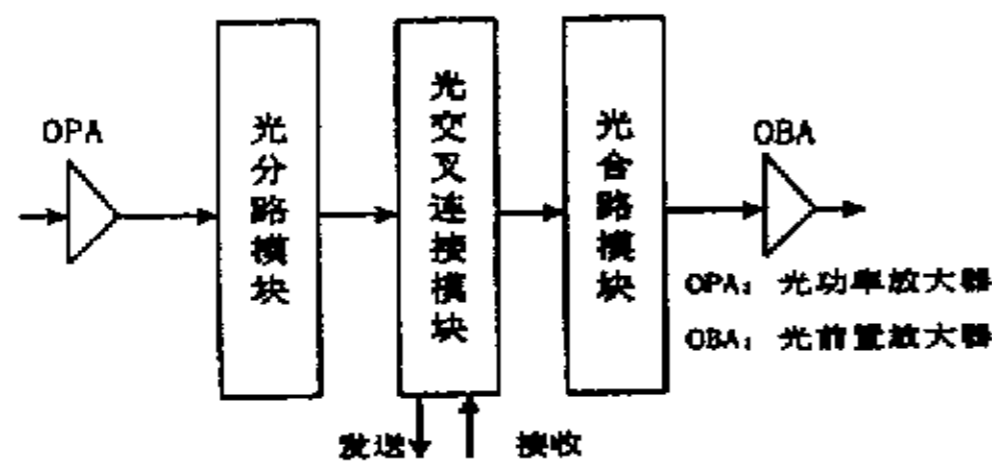 OPA
光分路模块
光交叉连接模块
光合路模块
OBA
OPA：光功率放大器
OBA：光前置放大器
发送
接收